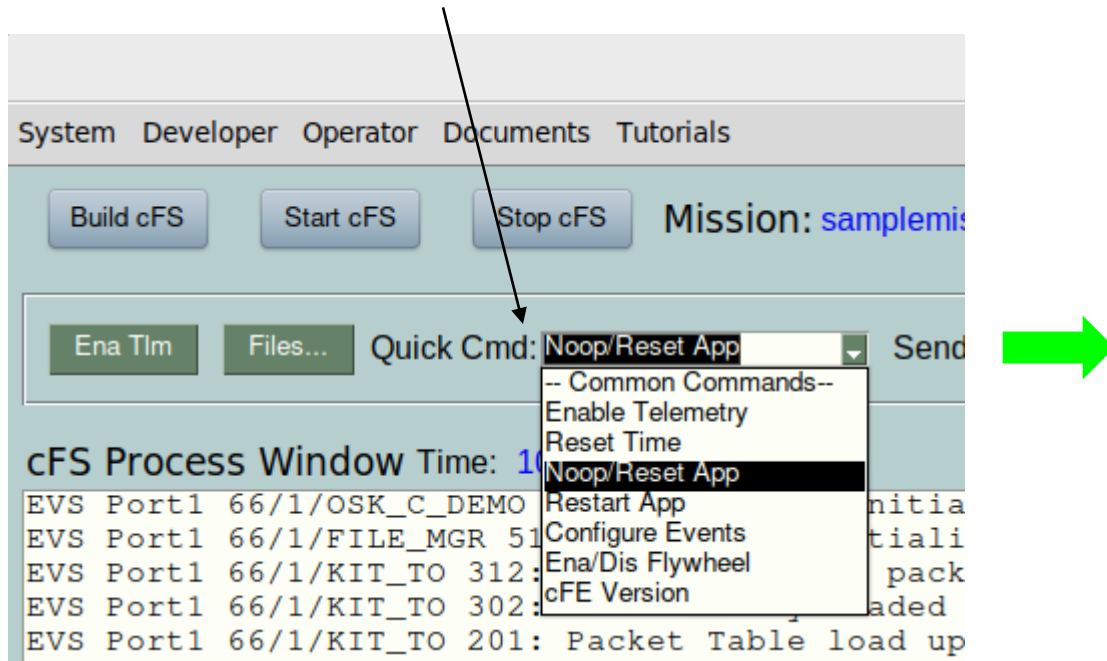 System Developer Operator Documents Tutorials
Build cFS Start cFS Stop cFS Mission: samplemis
Ena Tlm Files... Quick Cmd: Noop/Reset App Send
-- Common Commands--
Enable Telemetry
Reset Time
Noop/Reset App
Restart App
Configure Events
Ena/Dis Flywheel
cFE Version
cFS Process Window Time: 10
EVS Port1 66/1/OSK_C_DEMO nitia
EVS Port1 66/1/FILE_MGR 51 tiali
EVS Port1 66/1/KIT_TO 312: pack
EVS Port1 66/1/KIT_TO 302: aded
EVS Port1 66/1/KIT_TO 201: Packet Table load up